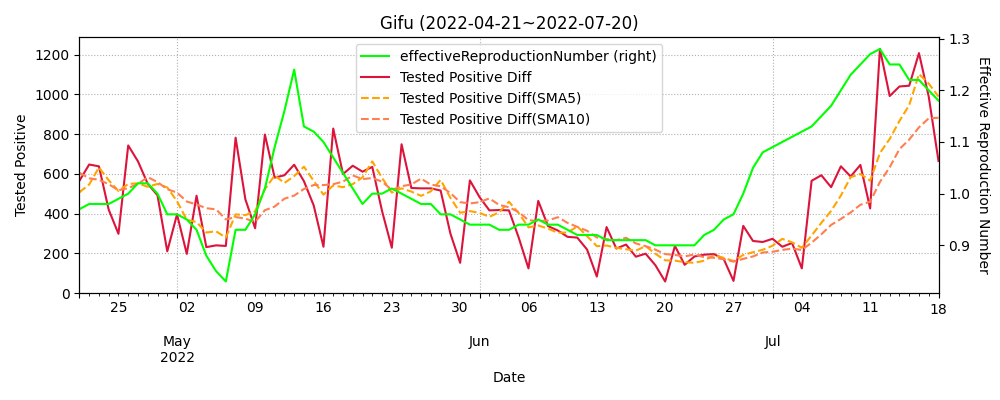 Gifu (2022-04-21~2022-07-20)
effectiveReproductionNumber (right)
Tested Positive Diff
Tested Positive Diff(SMA5)
Tested Positive Diff(SMA10)
Tested Positive
1200
1000
800
600
400
200
0
Effective Reproduction Number
1.3
1.2
1.1
1.0
0.9
25 02 09 16 23 30 06 13 20 27 04 11 18
May Jun Jul
2022
Date